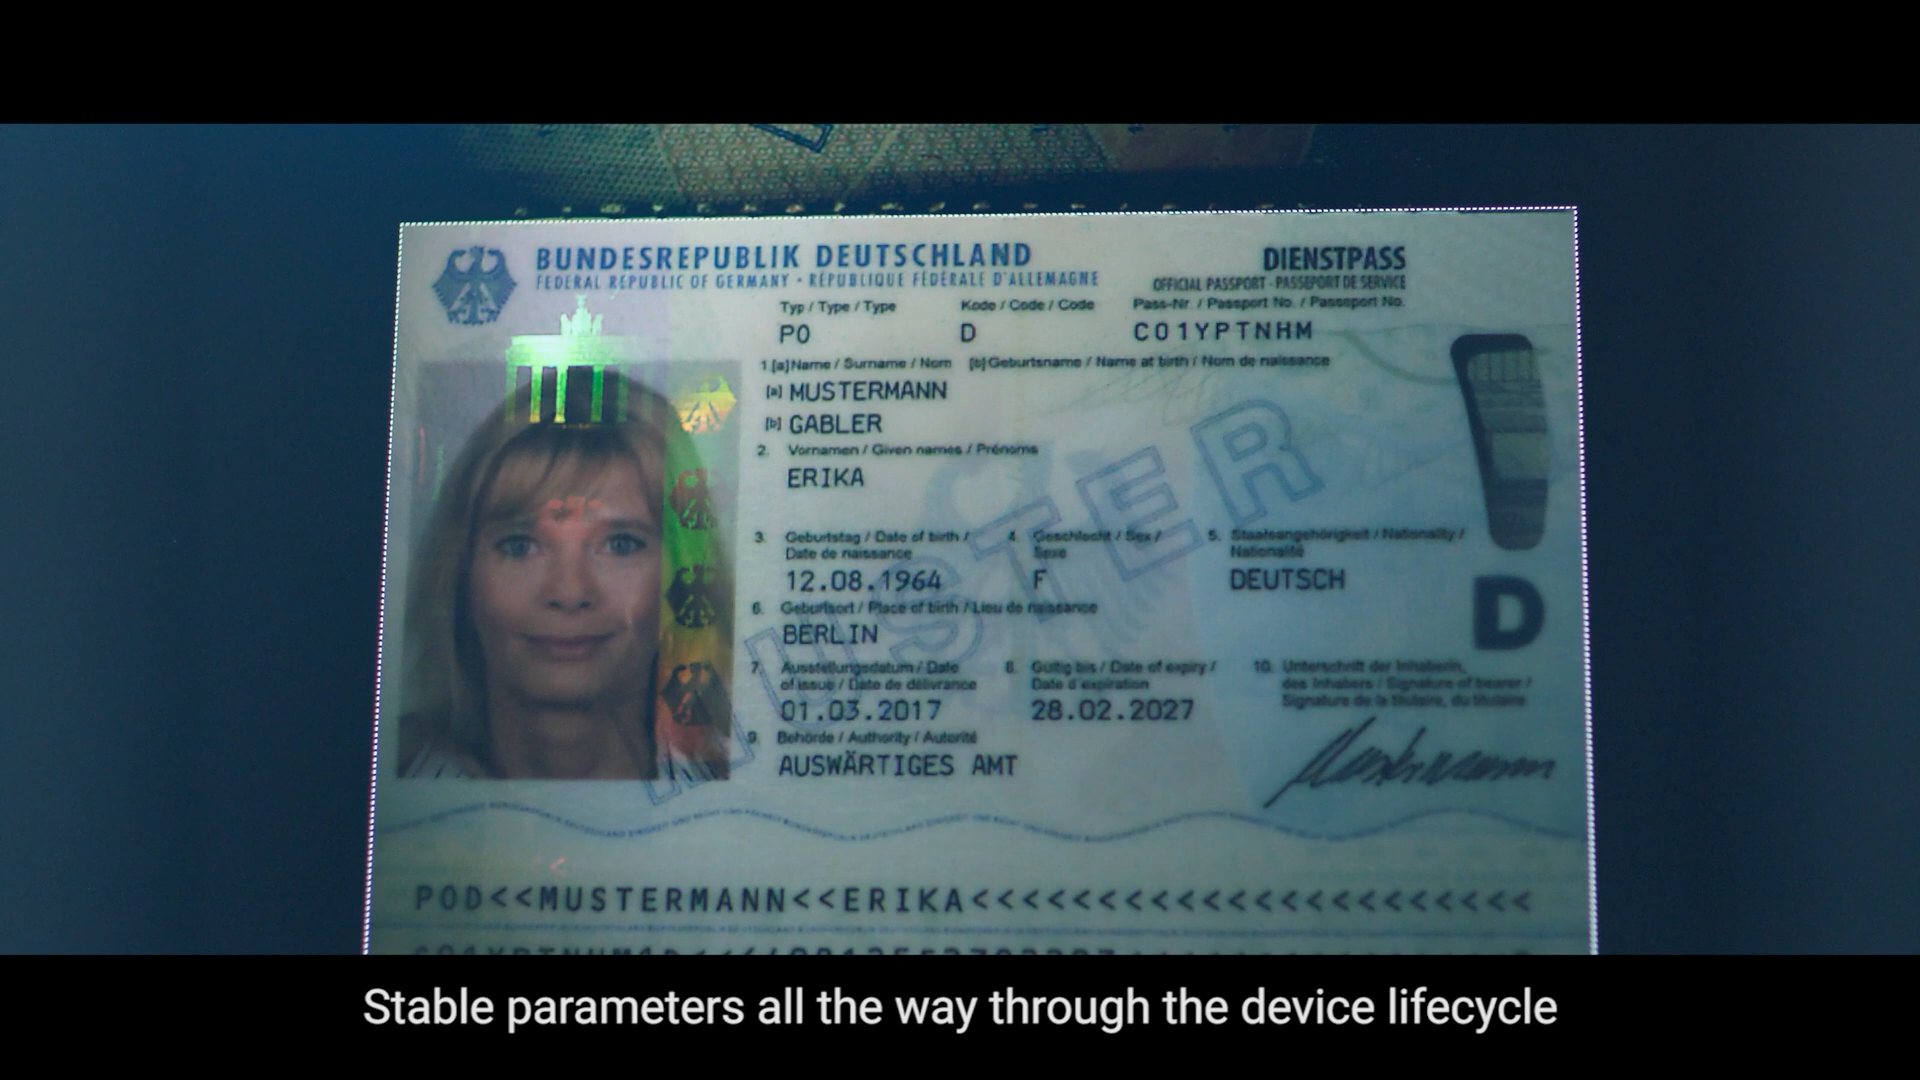 BUNDESREPUBLIK DEUTSCHLAND
FEDERAL REPUBLIC OF GERMANY • RÉPUBLIQUE FÉDÉRALE D'ALLEMAGNE
DIENSTPASS
OFFICIAL PASSPORT - PASSEPORT DE SERVICE
Typ / Type / Type Kode / Code / Code Pass-Nr. / Passport No. / Passeport No.
PO D C01YPTNHM
1.[a]Name / Surname / Nom [b]Geburtsname / Name at birth / Nom de naissance
[a] MUSTERMANN
[b] GABLER
2. Vornamen / Given names / Prénoms
ERIKA
3. Geburtstag / Date of birth / 4. Geschlecht / Sex / 5. Staatsangehörigkeit / Nationality /
Date de naissance Sexe Nationalité
12.08.1964 F DEUTSCH
6. Geburtsort / Place of birth / Lieu de naissance
BERLIN
7. Ausstellungsdatum / Date 8. Gültig bis / Date of expiry / 10. Unterschrift der Inhaberin,
of issue / Date de délivrance Date d'expiration des Inhabers / Signature of bearer /
Signature de la titulaire, du titulaire
01.03.2017 28.02.2027
9. Behörde / Authority / Autorité
AUSWÄRTIGES AMT
Mustermann
D
MUSTER
POD<<MUSTERMANN<<ERIKA<<<<<<<<<<<<<<<<<<<<<<
Stable parameters all the way through the device lifecycle